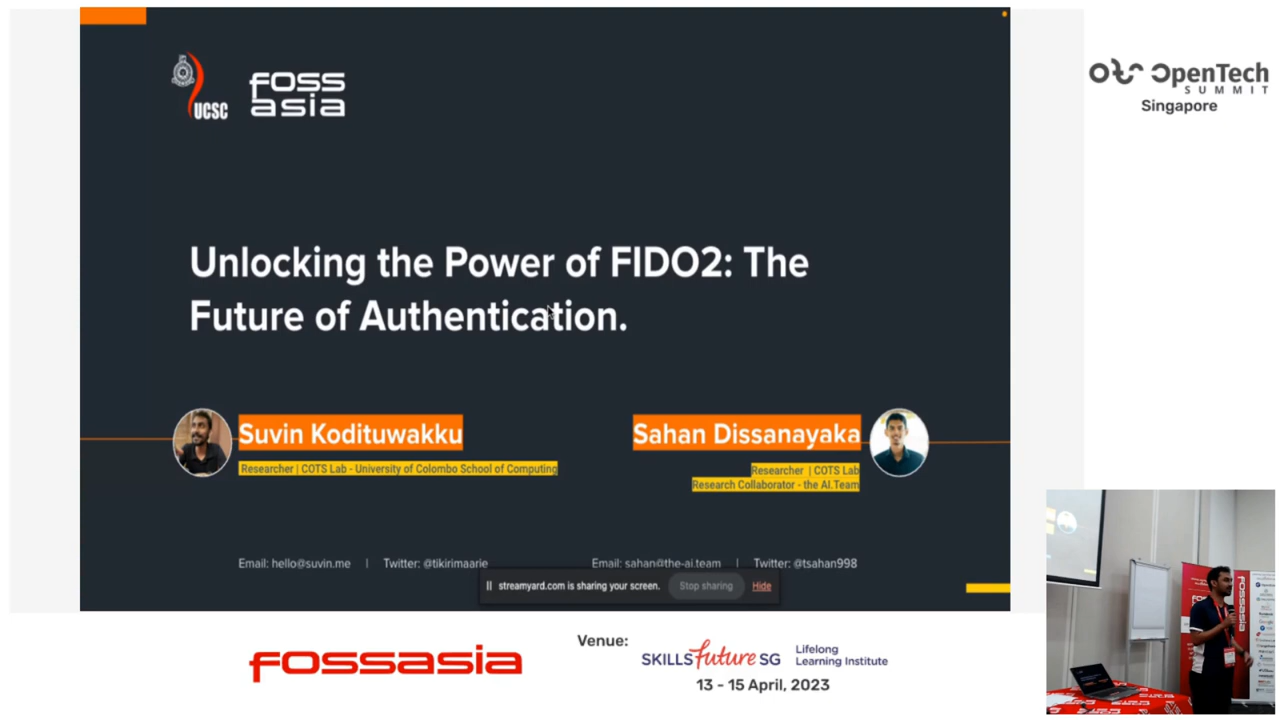 UCSC
foss
asia
Unlocking the Power of FIDO2: The
Future of Authentication.
Suvin Kodituwakku
Researcher | COTS Lab - University of Colombo School of Computing
Sahan Dissanayaka
Researcher | COTS Lab
Research Collaborator - the AI.Team
Email: hello@suvin.me | Twitter: @tikirimaarie
Email: sahan@the-ai.team | Twitter: @tsahan998
streamyard.com is sharing your screen.
Stop sharing
Hide
OpenTech
SUMMIT
Singapore
fossasia
fossasia
Venue:
SKILLS future SG
Lifelong
Learning Institute
13 - 15 April, 2023